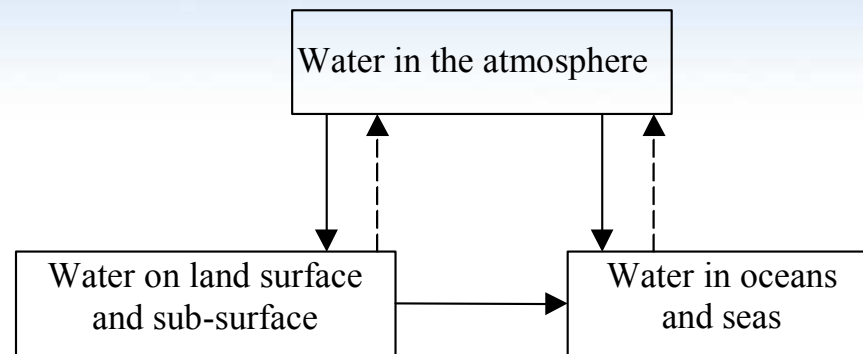 Water in the atmosphere
Water on land surface
and sub-surface
Water in oceans
and seas